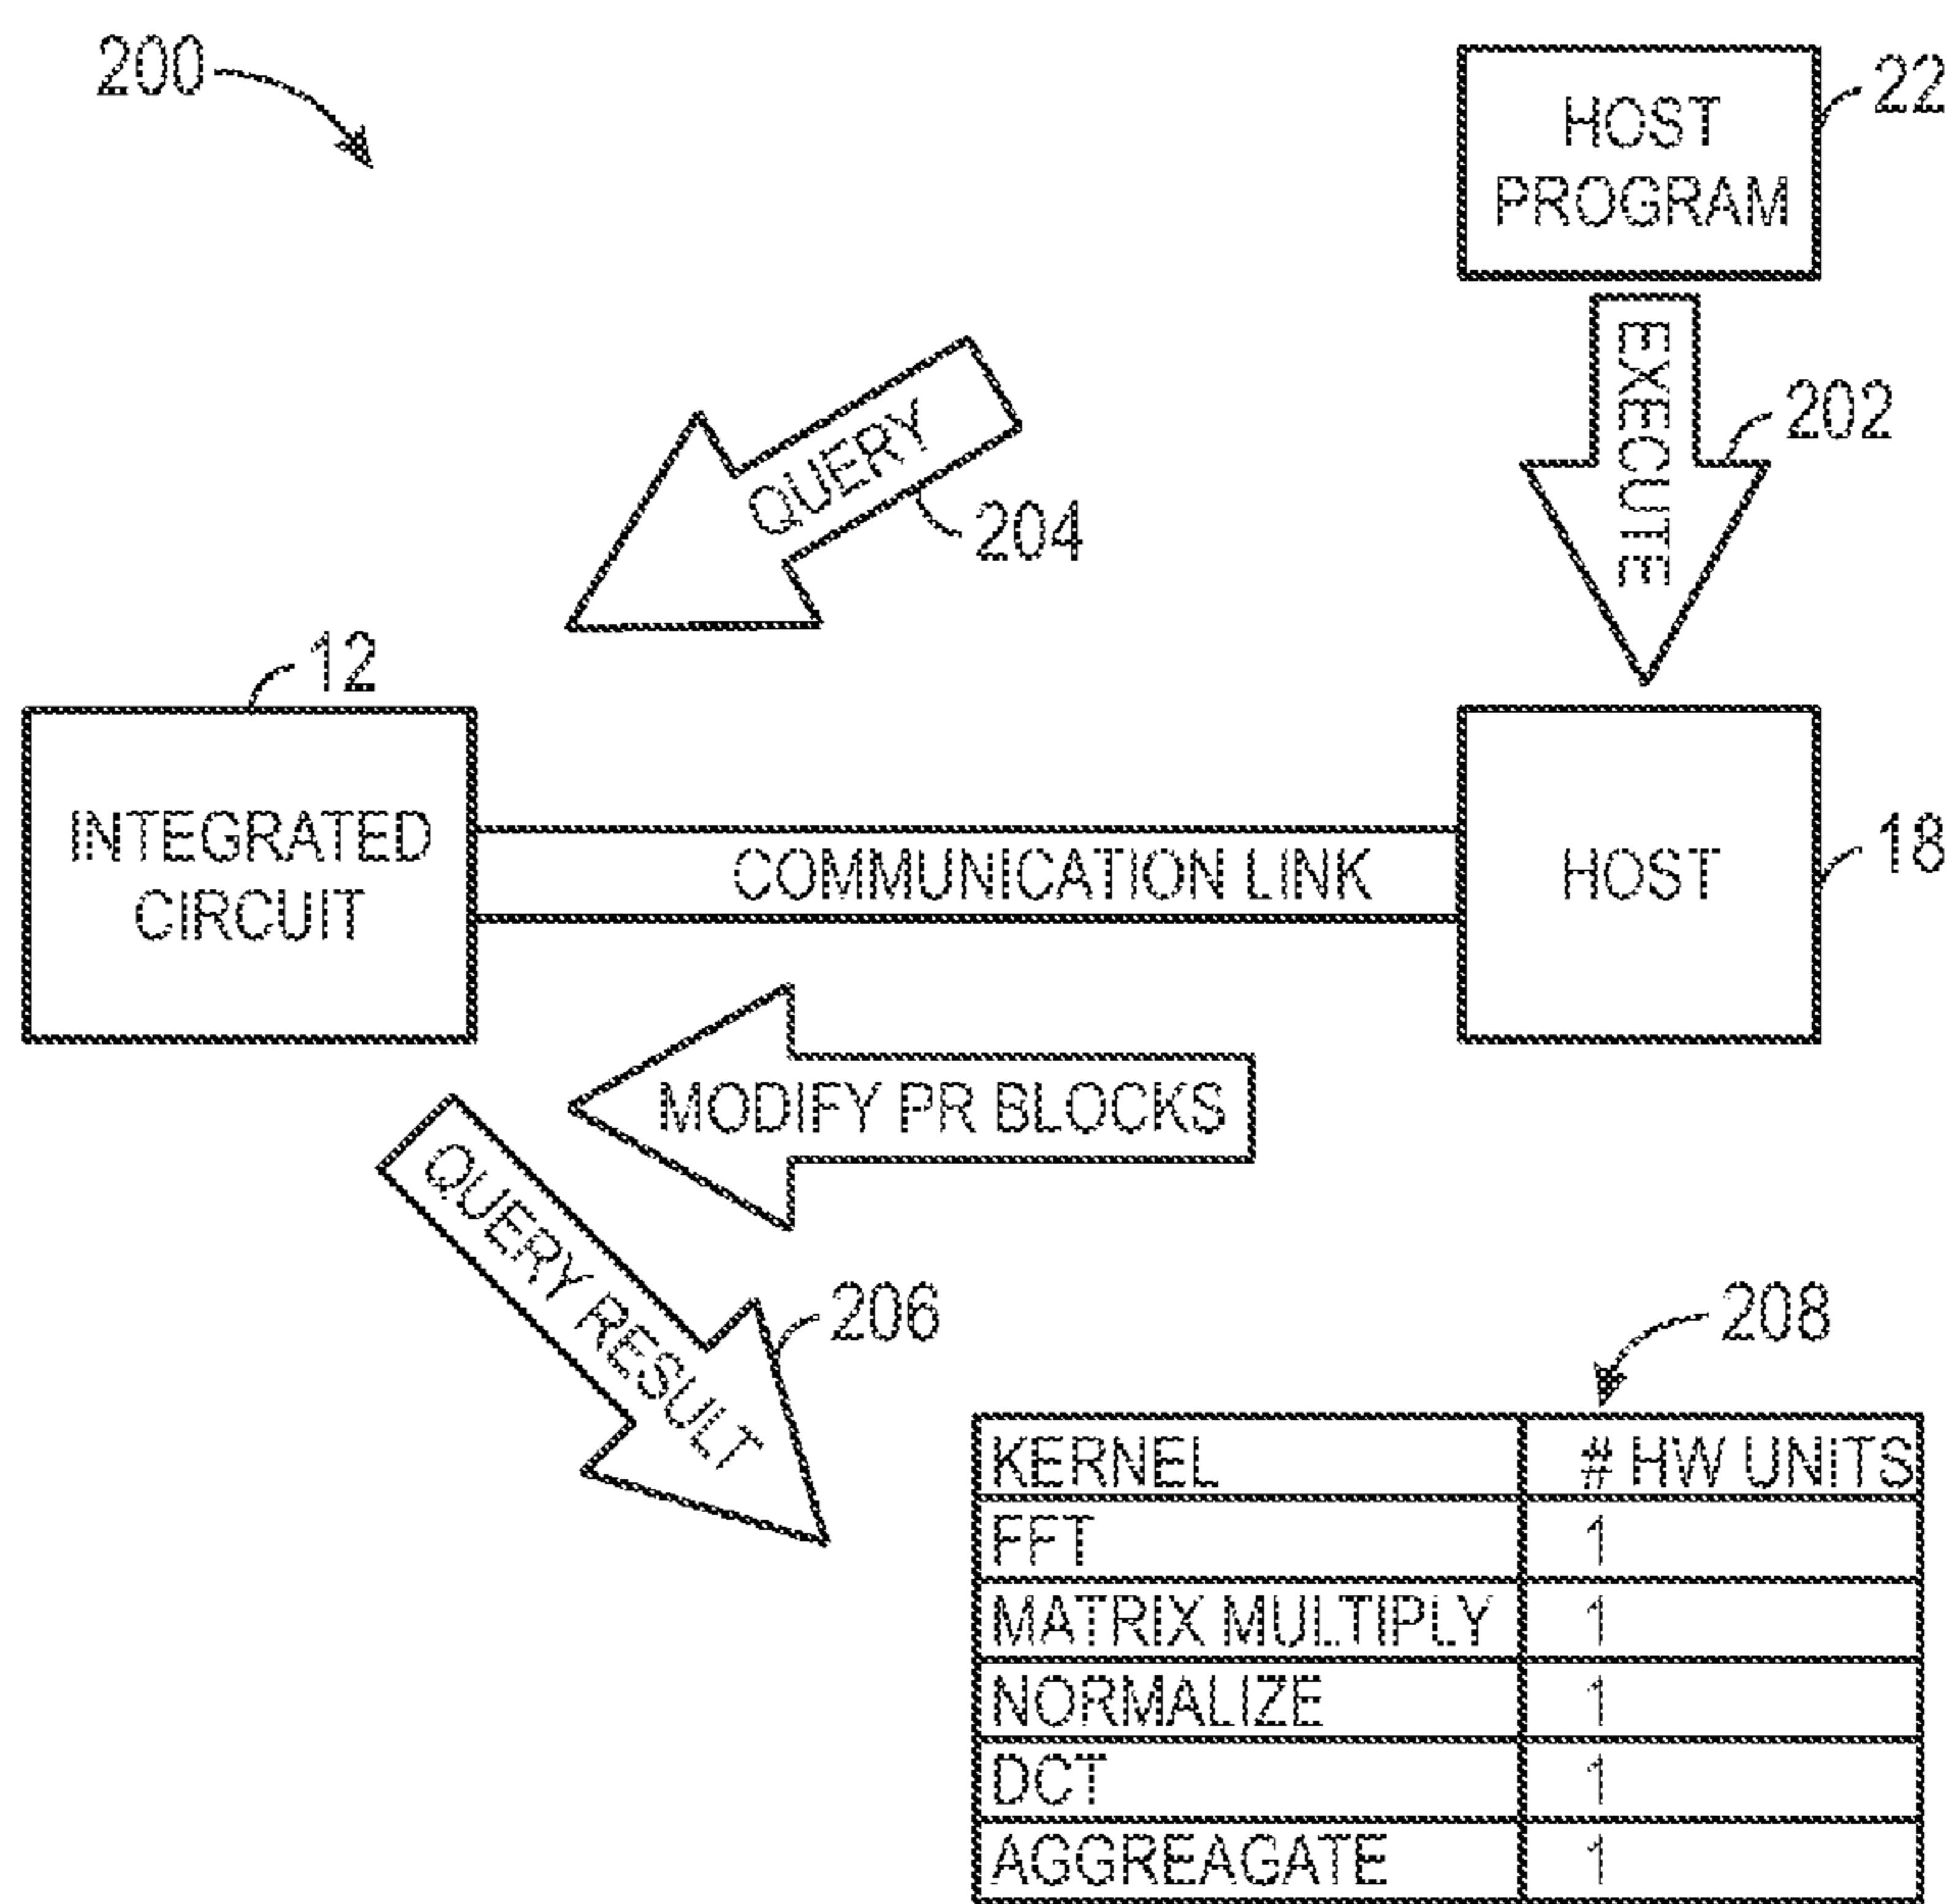 200
HOST
PROGRAM
22
EXECUTE
202
QUERY
204
12
INTEGRATED
CIRCUIT
COMMUNICATION LINK
HOST
18
MODIFY PR BLOCKS
QUERY RESULT
206
208
KERNEL # HW UNITS
FFT 1
MATRIX MULTIPLY 1
NORMALIZE 1
DCT 1
AGGREAGATE 1